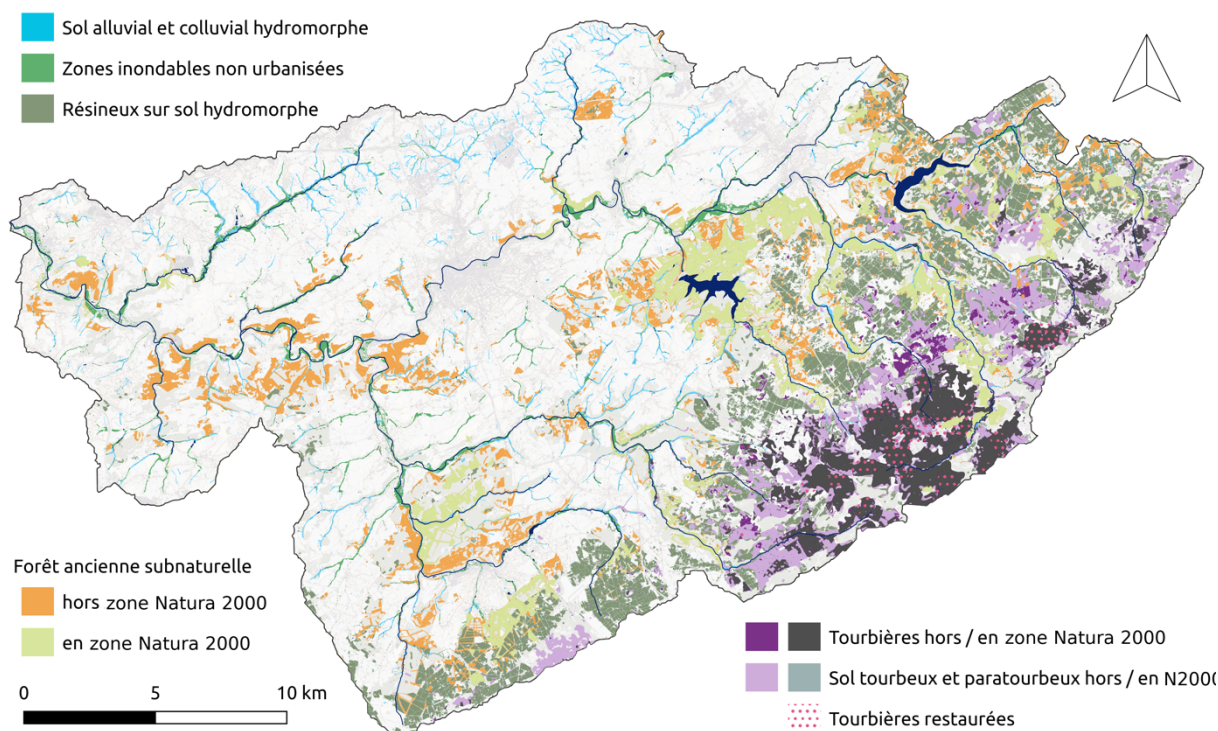 Sol alluvial et colluvial hydromorphe
Zones inondables non urbanisées
Résineux sur sol hydromorphe
Forêt ancienne subnaturelle
hors zone Natura 2000
en zone Natura 2000
0 5 10 km
Tourbières hors / en zone Natura 2000
Sol tourbeux et paratourbeux hors / en N2000
Tourbières restaurées